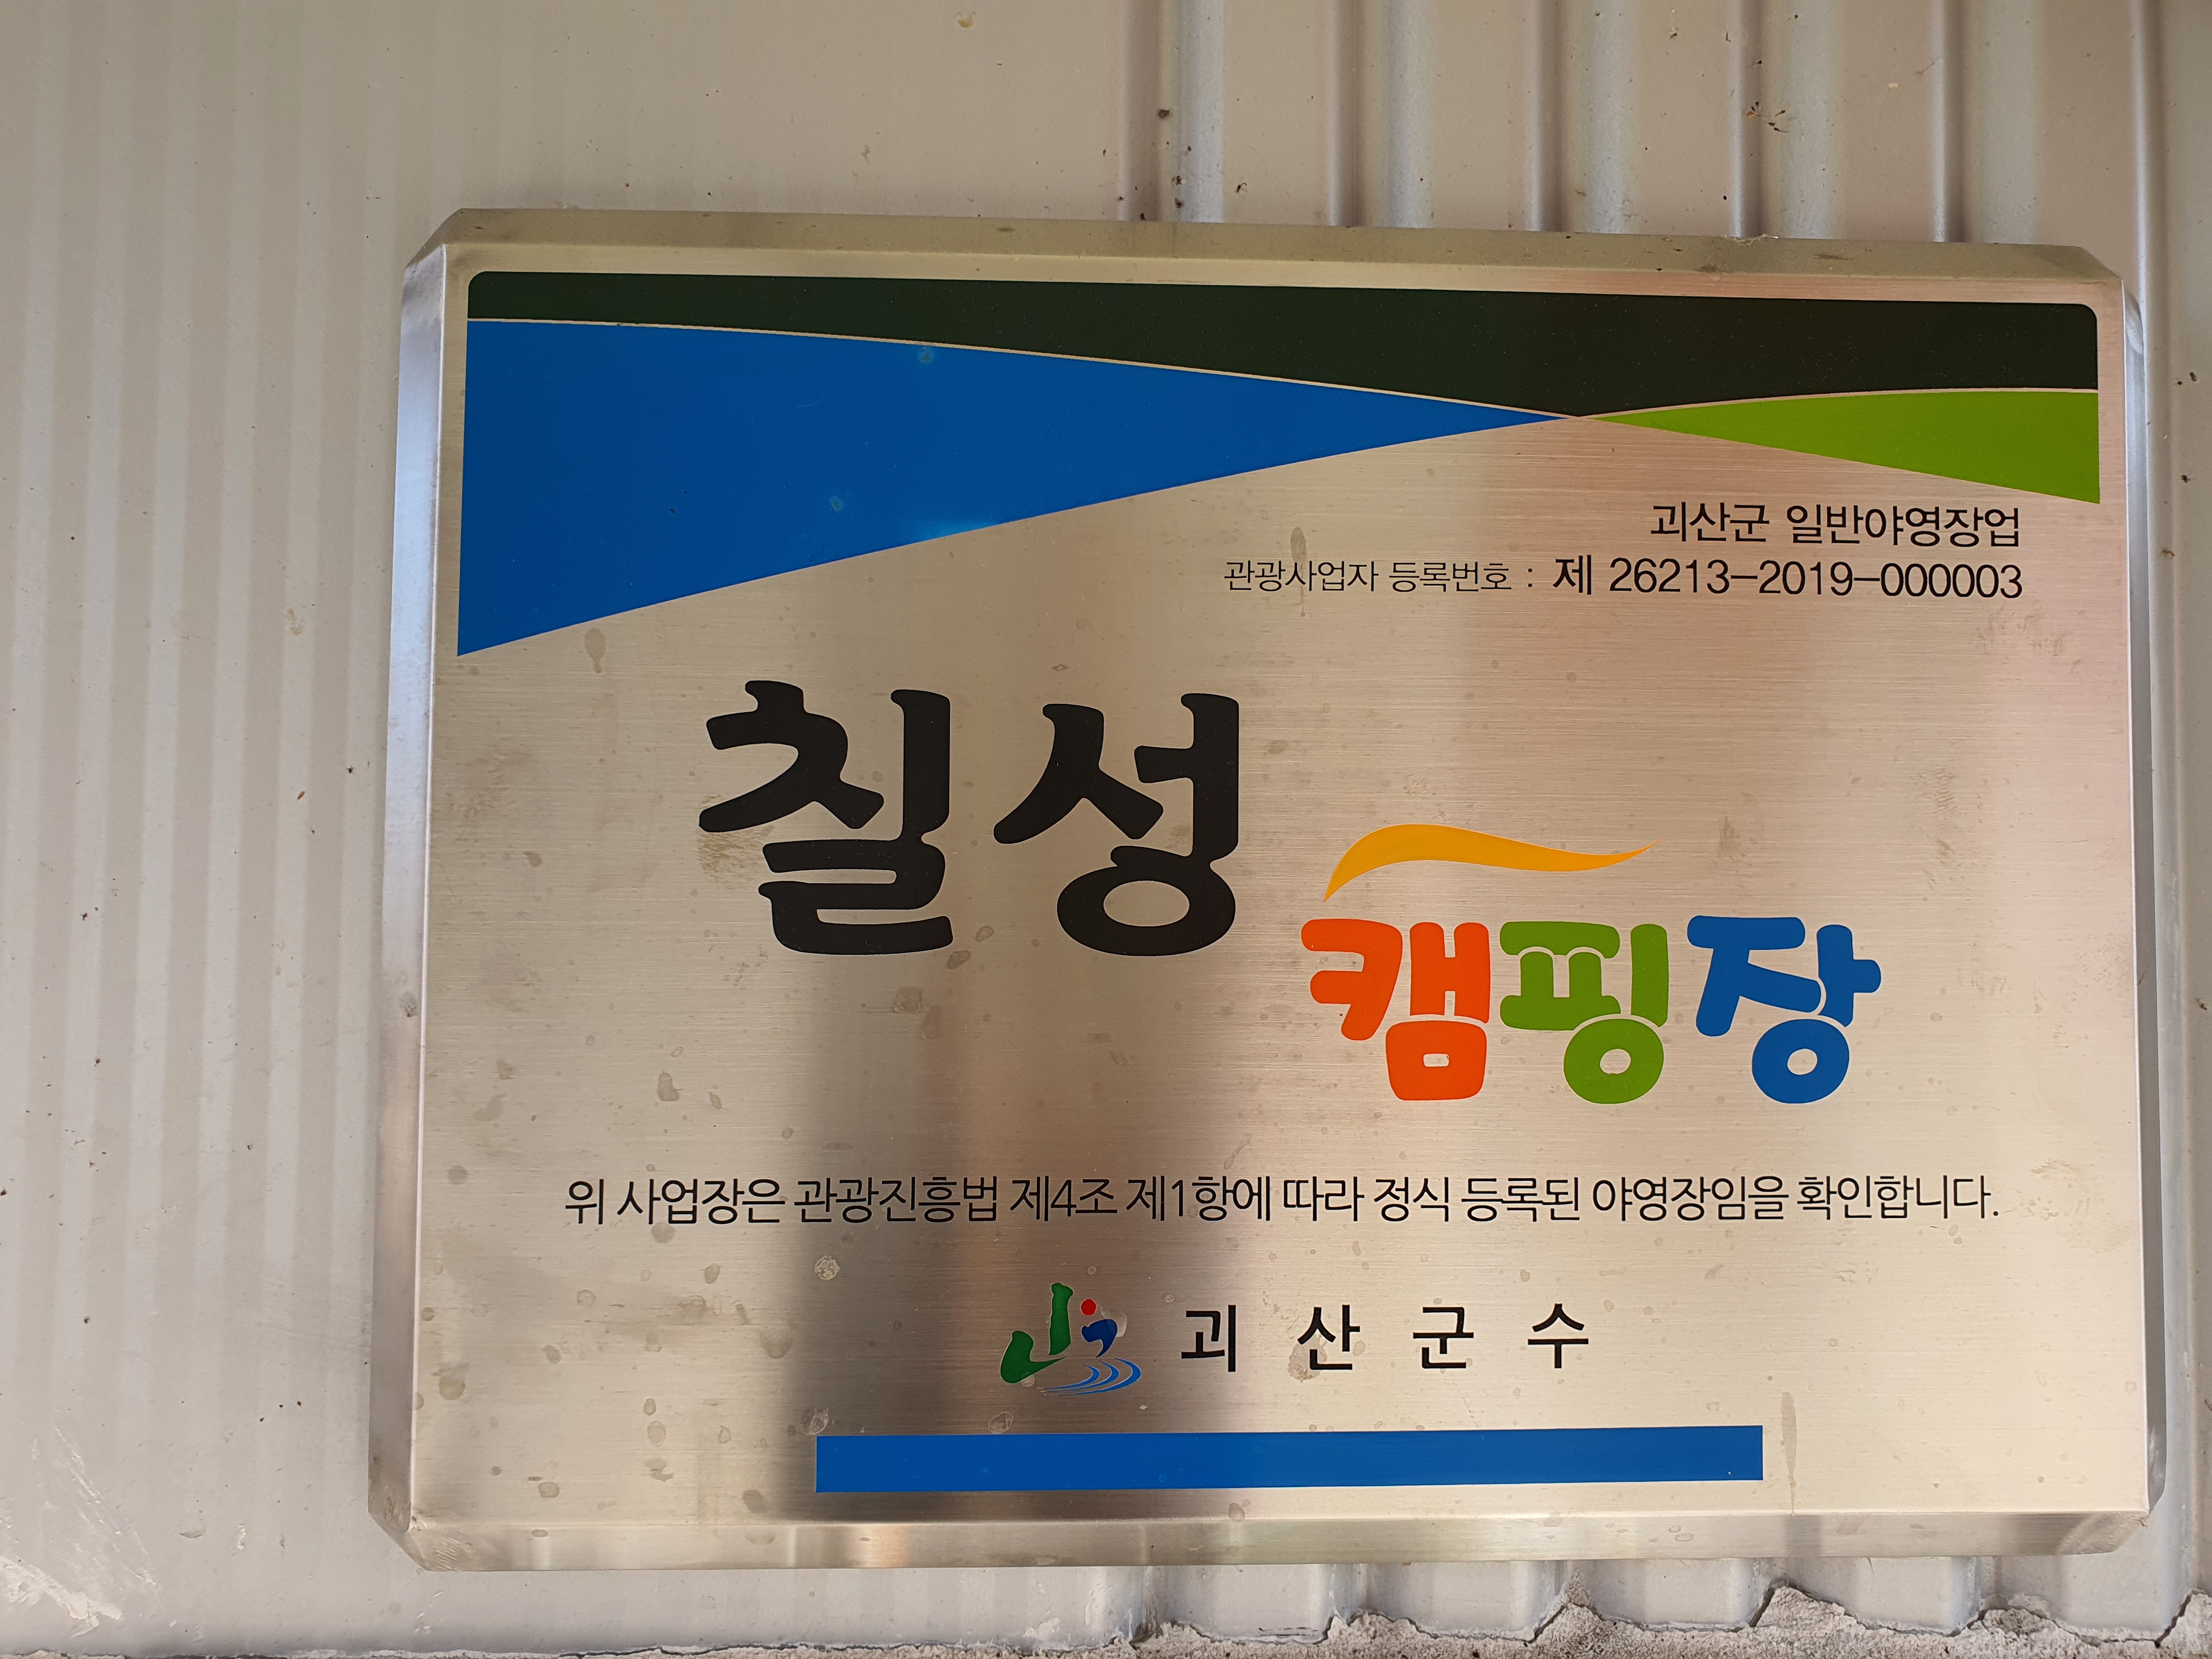 괴산군 일반야영장업
관광사업자 등록번호 : 제 26213-2019-000003
칠성
캠핑장
위 사업장은 관광진흥법 제4조 제1항에 따라 정식 등록된 야영장임을 확인합니다.
괴 산 군 수